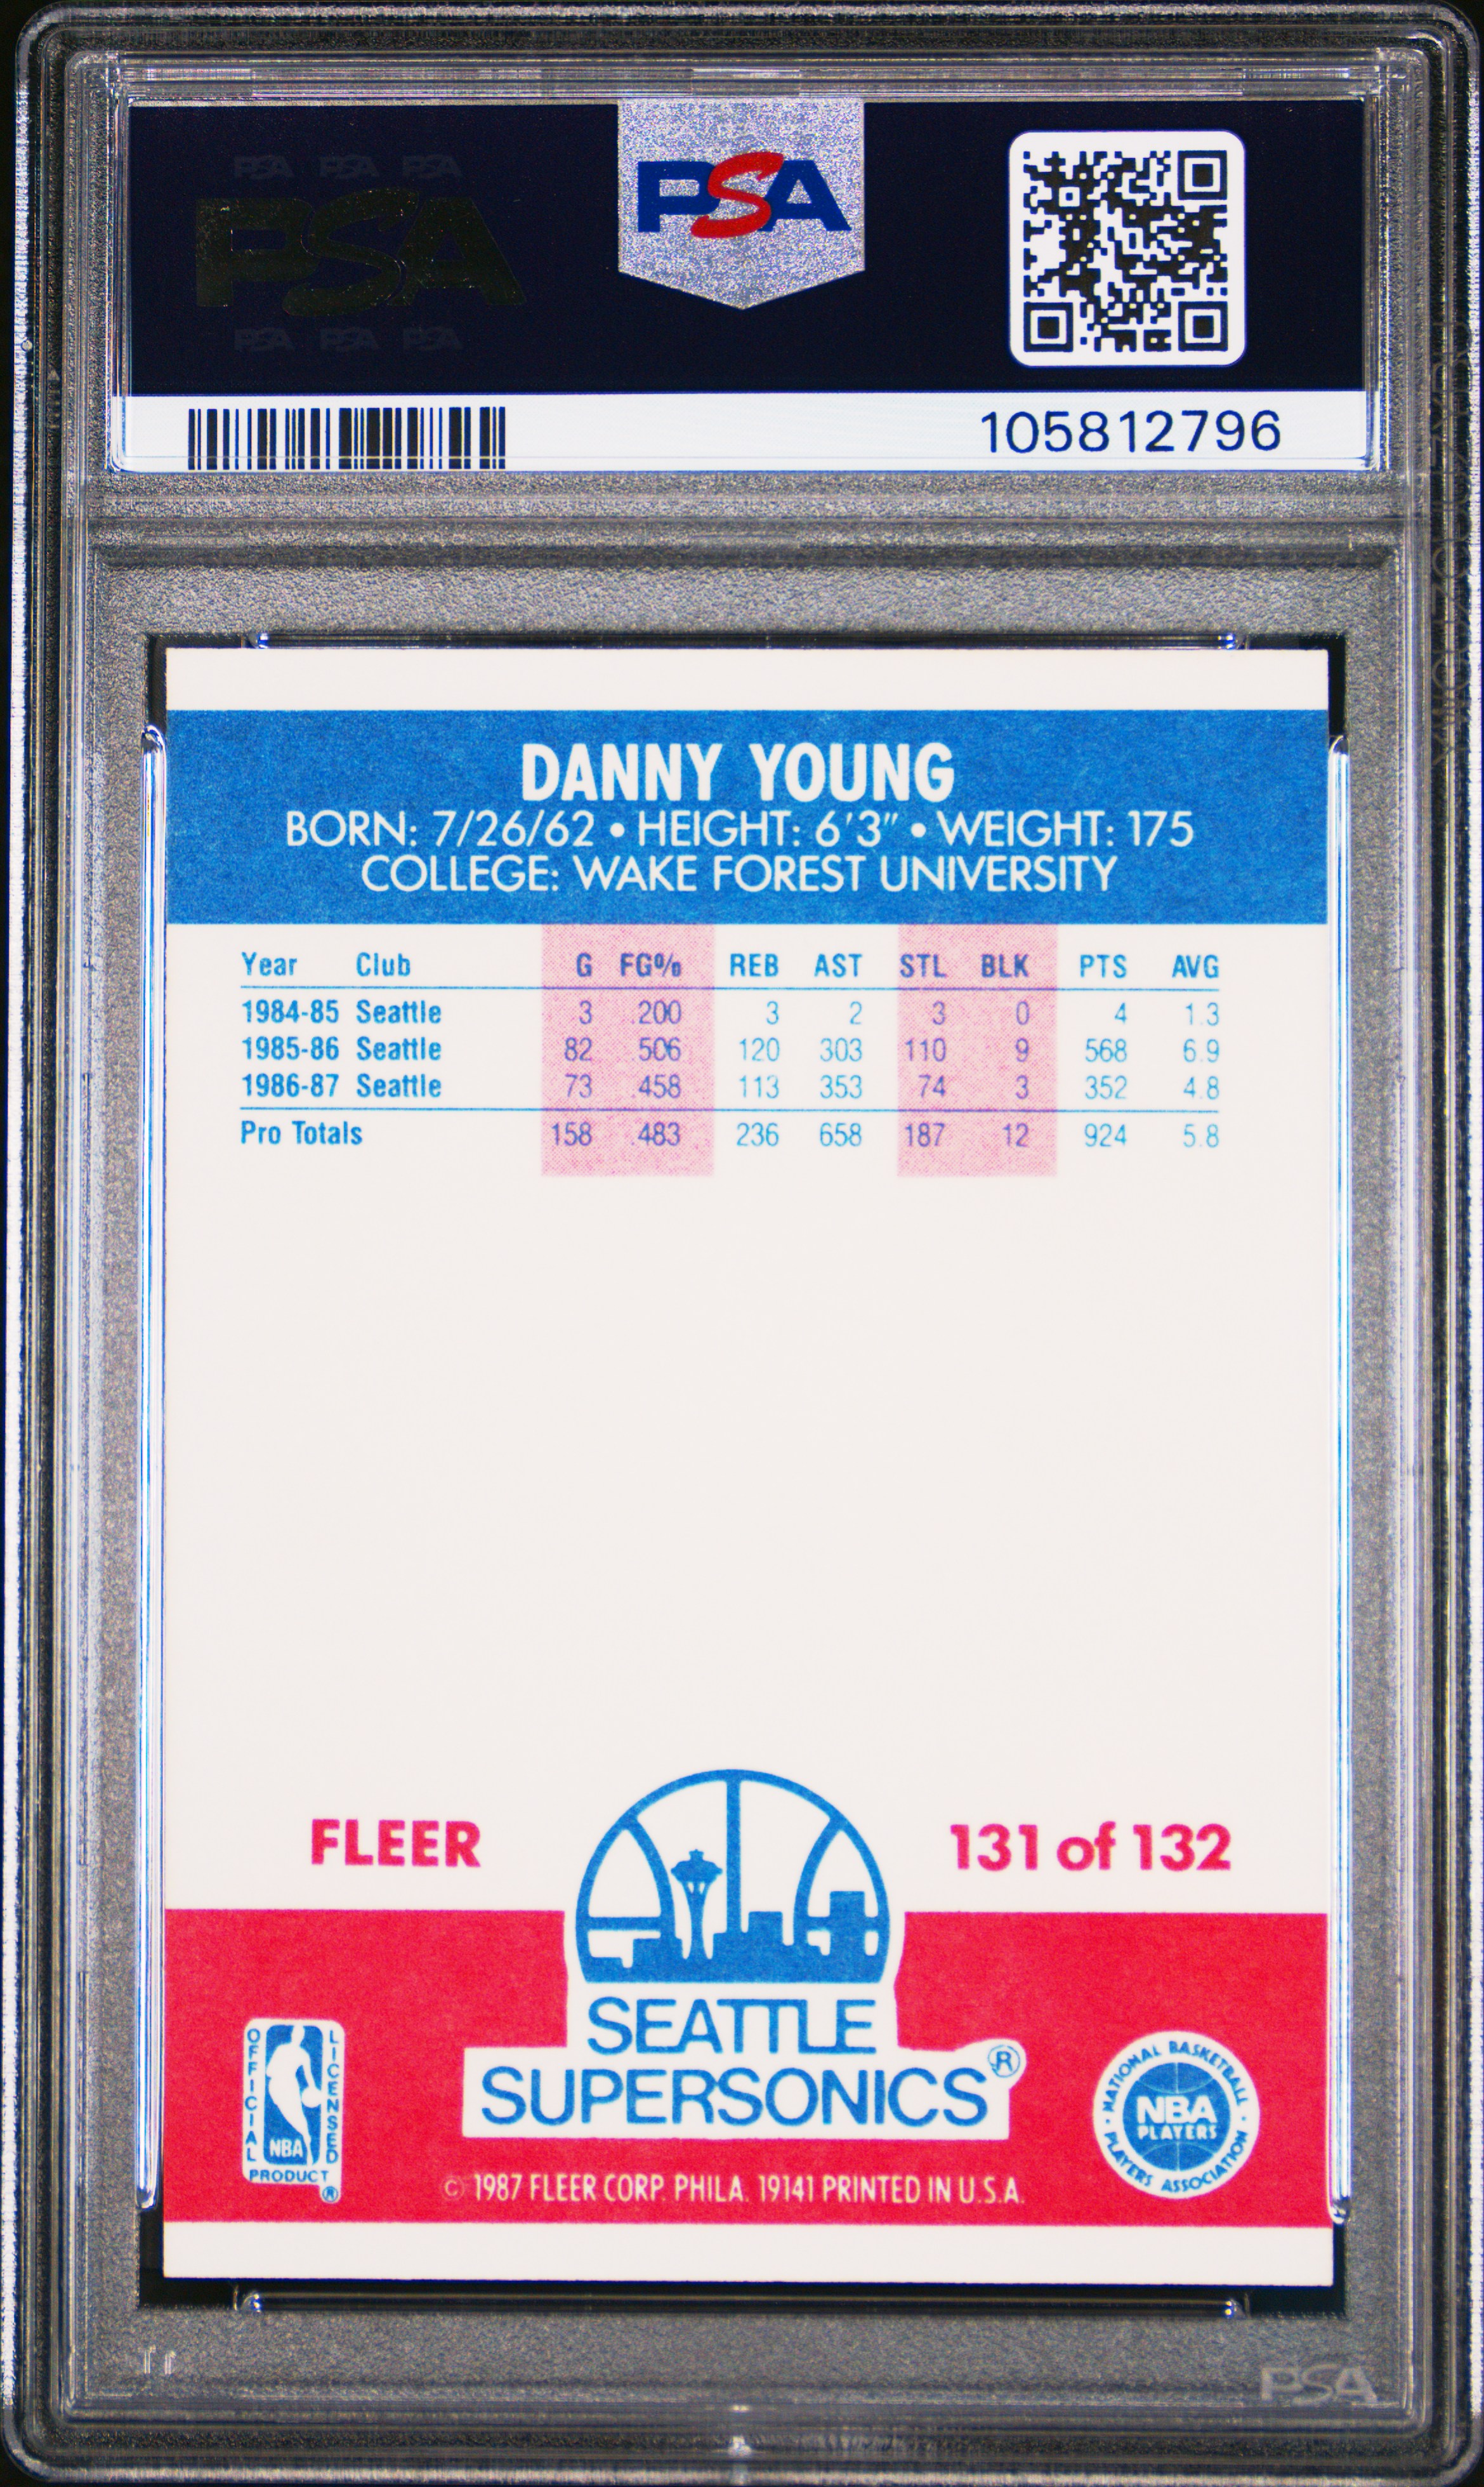 PSA PSA PSA
PSA
PSA PSA PSA
PSA
105812796
DANNY YOUNG
BORN: 7/26/62 • HEIGHT: 6'3" • WEIGHT: 175
COLLEGE: WAKE FOREST UNIVERSITY
Year Club G FG% REB AST STL BLK PTS AVG
1984-85 Seattle 3 .200 3 2 3 0 4 1.3
1985-86 Seattle 82 .506 120 303 110 9 568 6.9
1986-87 Seattle 73 .458 113 353 74 3 352 4.8
Pro Totals 158 .483 236 658 187 12 924 5.8
FLEER
131 of 132
SEATTLE
SUPERSONICS®
OFFICIAL LICENSED
NBA
PRODUCT
®
NATIONAL BASKETBALL
NBA
PLAYERS
PLAYERS ASSOCIATION
© 1987 FLEER CORP. PHILA. 19141 PRINTED IN U.S.A.
PSA